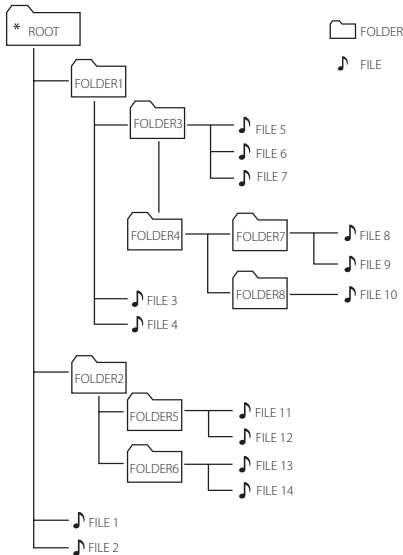 * ROOT
FOLDER
FILE
FOLDER1
FOLDER3
FILE 5
FILE 6
FILE 7
FOLDER4
FOLDER7
FILE 8
FILE 9
FOLDER8
FILE 10
FILE 3
FILE 4
FOLDER2
FOLDER5
FILE 11
FILE 12
FOLDER6
FILE 13
FILE 14
FILE 1
FILE 2